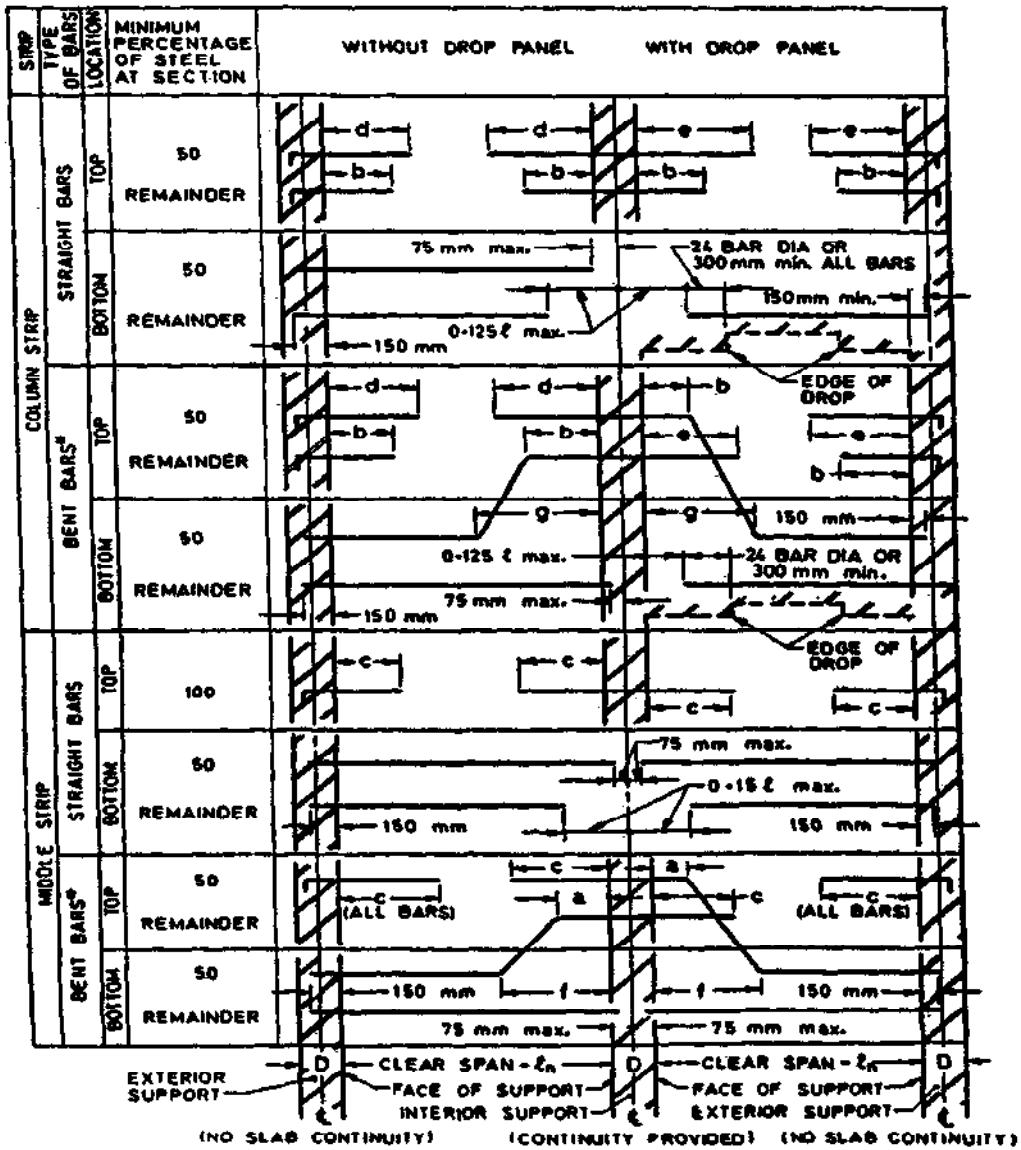 STRIP
TYPE OF BARS
LOCATION
MINIMUM
PERCENTAGE
OF STEEL
AT SECTION
WITHOUT DROP PANEL
WITH DROP PANEL
COLUMN STRIP
STRAIGHT BARS
TOP
50
d d e e
REMAINDER
b b b b
BOTTOM
50
75 mm max.
24 BAR DIA OR
300mm min. ALL BARS
REMAINDER
0.125 ℓ max.
150mm min.
150 mm
EDGE OF
DROP
BENT BARS*
TOP
50
d d b
REMAINDER
b b e e
b
BOTTOM
50
g g
150 mm
0.125 ℓ max.
24 BAR DIA OR
300 mm min.
REMAINDER
75 mm max.
150 mm
EDGE OF
DROP
MIDDLE STRIP
STRAIGHT BARS
TOP
100
c c
c c
BOTTOM
50
75 mm max.
0.15 ℓ max.
REMAINDER
150 mm
150 mm
BENT BARS*
TOP
50
c a
REMAINDER
c
(ALL BARS)
a c
c
(ALL BARS)
BOTTOM
50
150 mm
f f
150 mm
REMAINDER
75 mm max.
75 mm max.
D CLEAR SPAN - ℓn D CLEAR SPAN - ℓn D
EXTERIOR
SUPPORT
FACE OF SUPPORT
FACE OF SUPPORT
INTERIOR SUPPORT
EXTERIOR SUPPORT
℄ ℄ ℄
(NO SLAB CONTINUITY) (CONTINUITY PROVIDED) (NO SLAB CONTINUITY)